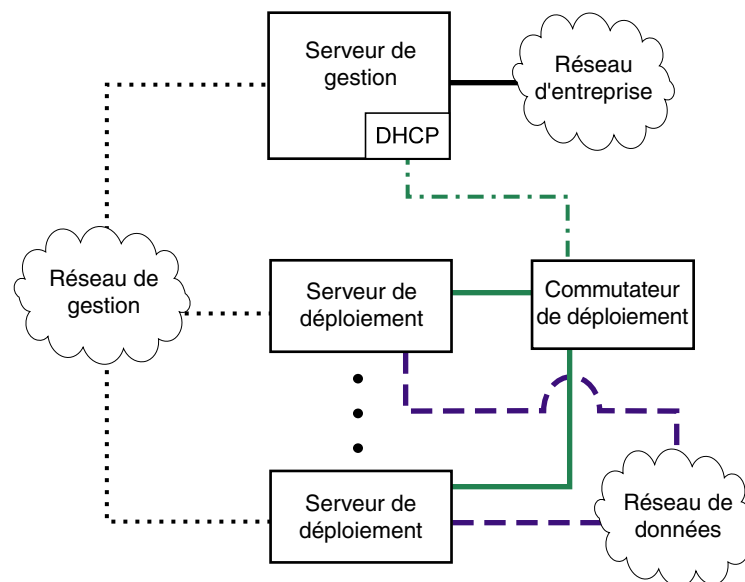 Serveur de
gestion
DHCP
Réseau
d'entreprise
Réseau de
gestion
Serveur de
déploiement
Commutateur
de déploiement
Serveur de
déploiement
Réseau de
données